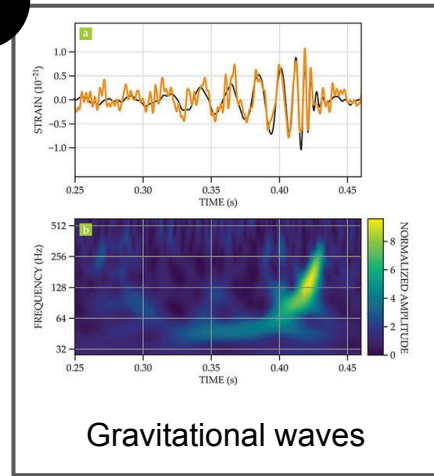 a
STRAIN (10⁻²¹)
1.0
0.5
0.0
−0.5
−1.0
0.25 0.30 0.35 0.40 0.45
TIME (s)
b
FREQUENCY (Hz)
512
256
128
64
32
0.25 0.30 0.35 0.40 0.45
TIME (s)
8
6
4
2
0
NORMALIZED AMPLITUDE
Gravitational waves